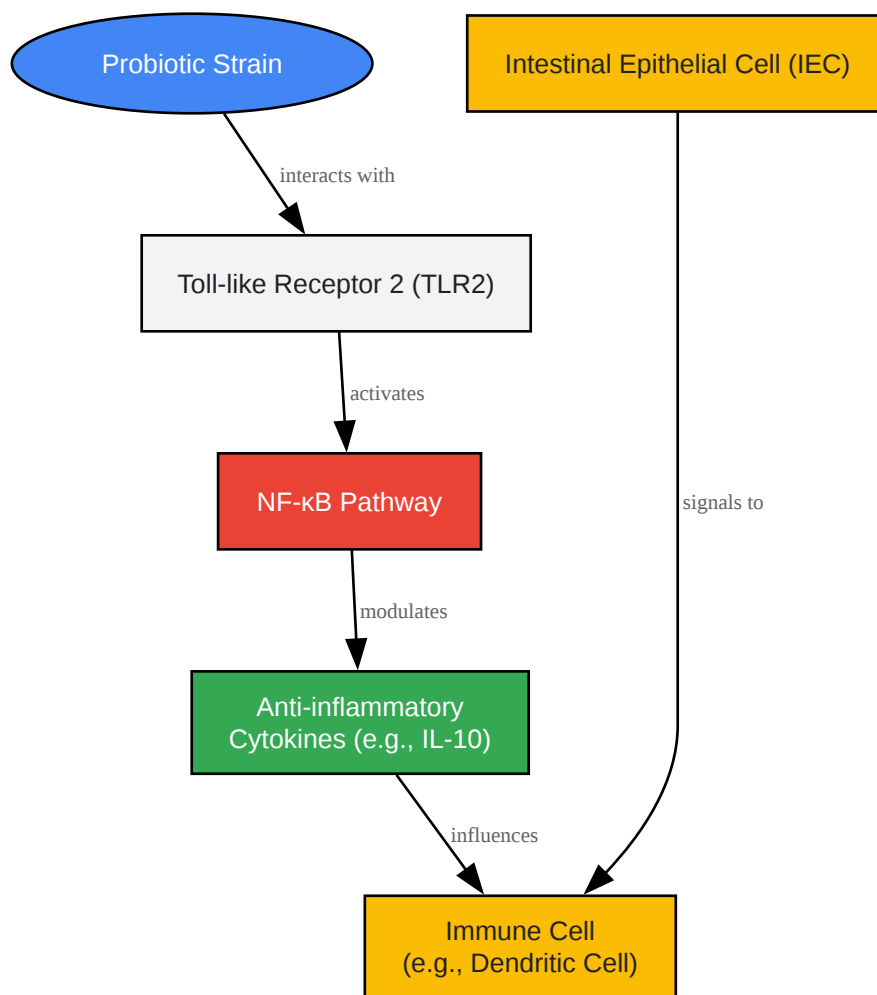 Probiotic Strain
Intestinal Epithelial Cell (IEC)
interacts with
Toll-like Receptor 2 (TLR2)
activates
NF-κB Pathway
signals to
modulates
Anti-inflammatory
Cytokines (e.g., IL-10)
influences
Immune Cell
(e.g., Dendritic Cell)